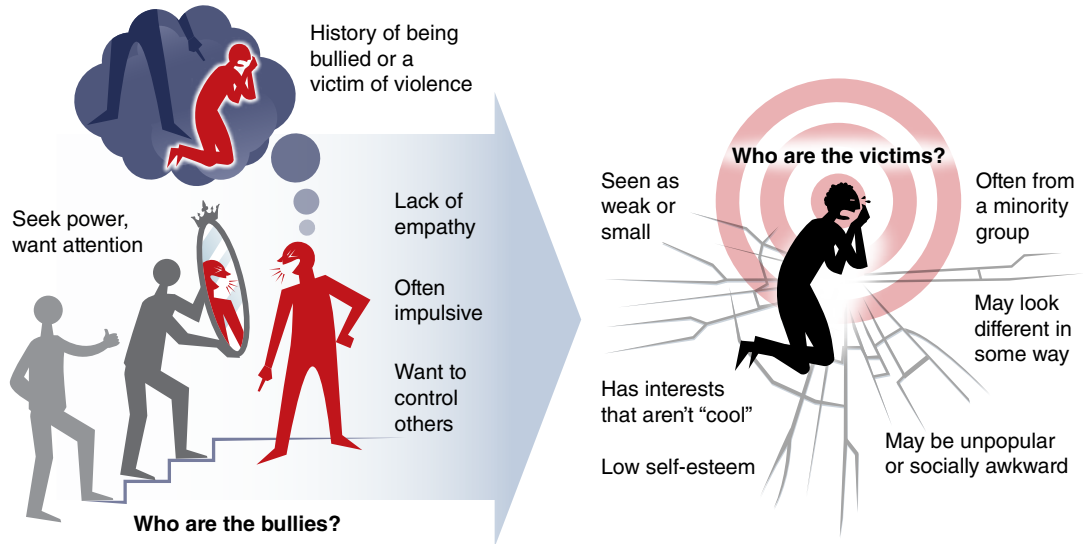 History of being
bullied or a
victim of violence
Seek power,
want attention
Lack of
empathy
Often
impulsive
Want to
control
others
Who are the bullies?
Who are the victims?
Seen as
weak or
small
Often from
a minority
group
May look
different in
some way
Has interests
that aren’t “cool”
Low self-esteem
May be unpopular
or socially awkward